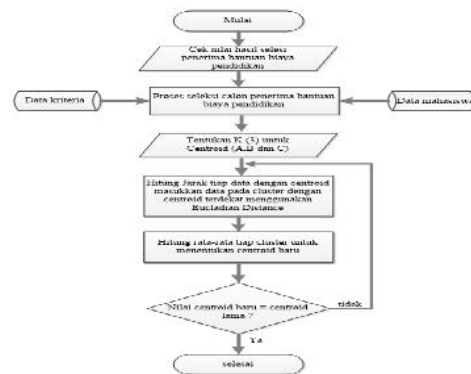 Mulai
Cek nilai hasil selesi
penerima bantuan biaya
pendidikan
Data kriteria
Proses seleksi calon penerima bantuan
biaya pendidikan
Data mahasiswa
Tentukan K (3) untuk
Centroid (A,B dan C)
Hitung Jarak tiap data dengan centroid
masukkan data pada cluster dengan
centroid terdekat menggunakan
Eucladian Distance
Hitung rata-rata tiap cluster untuk
menentukan centroid baru
Nilai centroid baru = centroid
lama ?
tidak
Ya
selesai